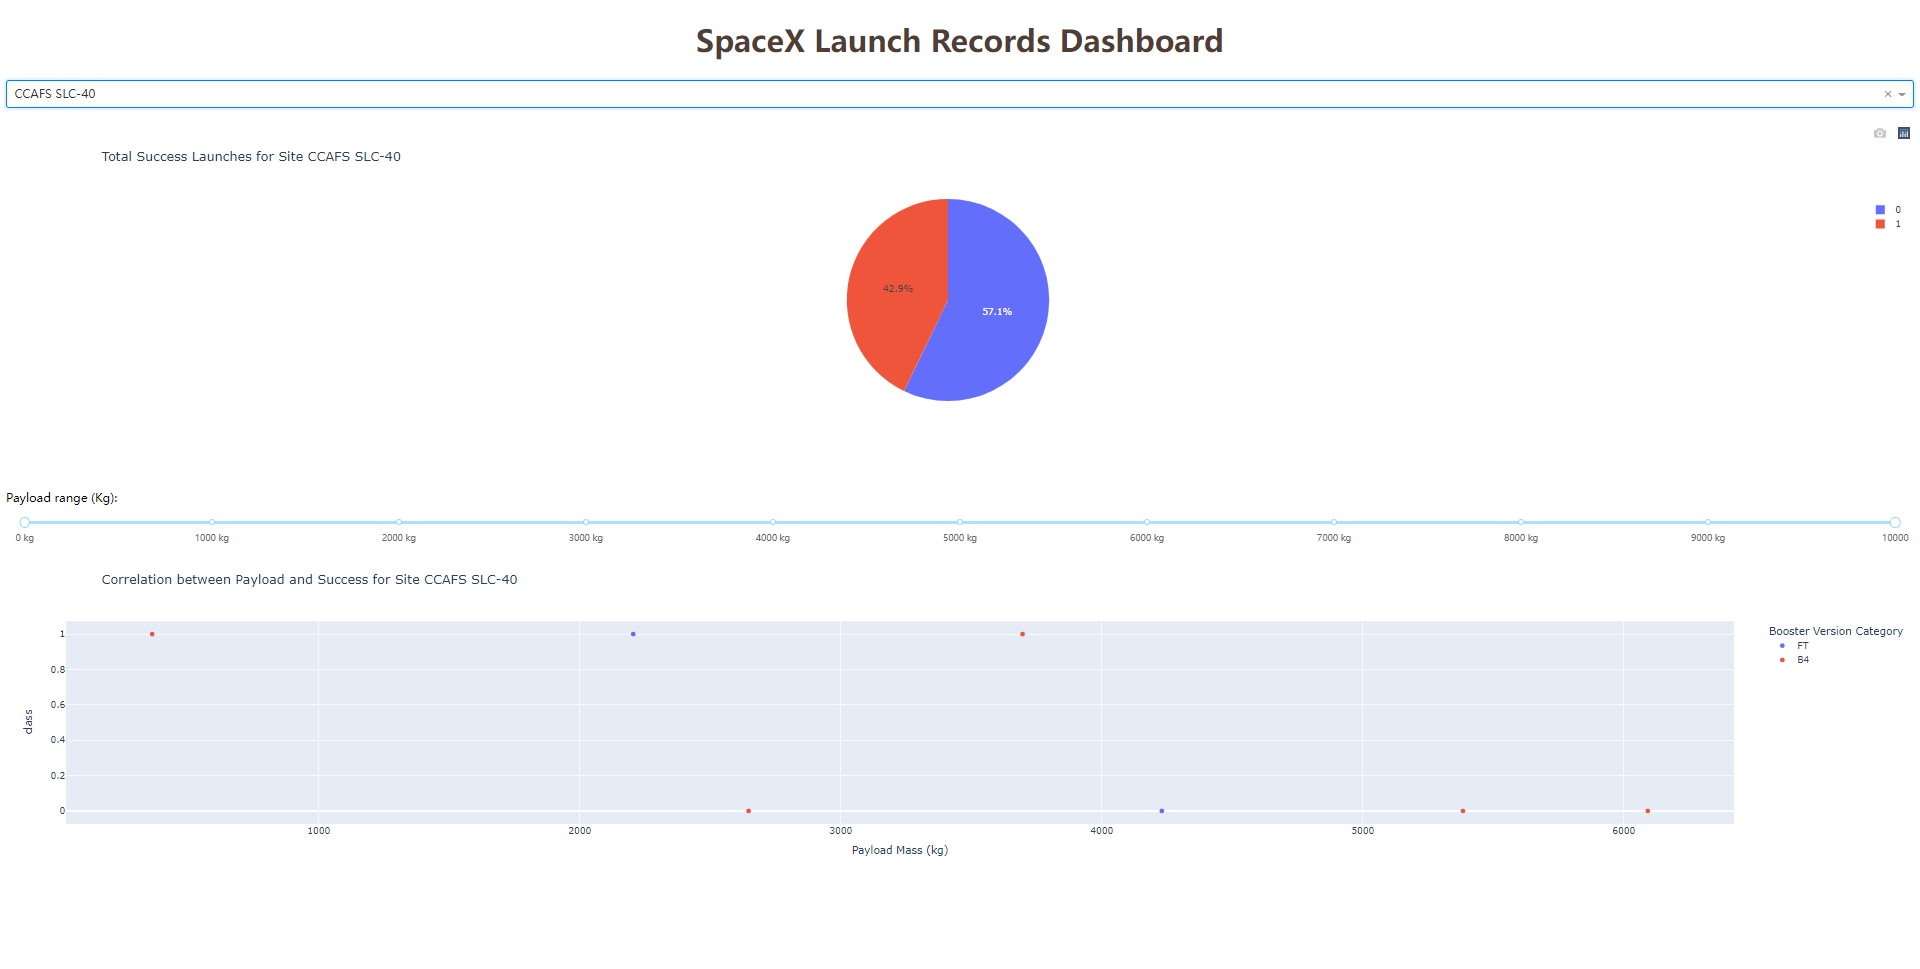 SpaceX Launch Records Dashboard
CCAFS SLC-40
Total Success Launches for Site CCAFS SLC-40
0
1
42.9%
57.1%
Payload range (Kg):
0 kg 1000 kg 2000 kg 3000 kg 4000 kg 5000 kg 6000 kg 7000 kg 8000 kg 9000 kg 10000
Correlation between Payload and Success for Site CCAFS SLC-40
Booster Version Category
FT
B4
class
1
0.8
0.6
0.4
0.2
0
1000 2000 3000 4000 5000 6000
Payload Mass (kg)